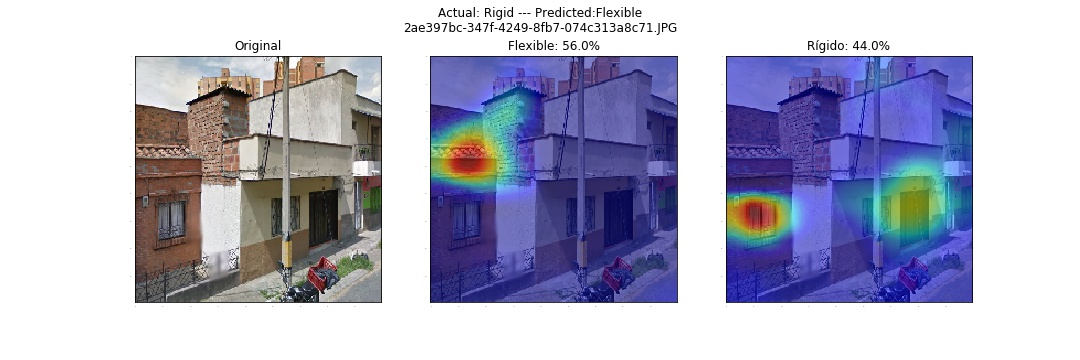 Actual: Rigid --- Predicted:Flexible
2ae397bc-347f-4249-8fb7-074c313a8c71.JPG
Original
Flexible: 56.0%
Rígido: 44.0%